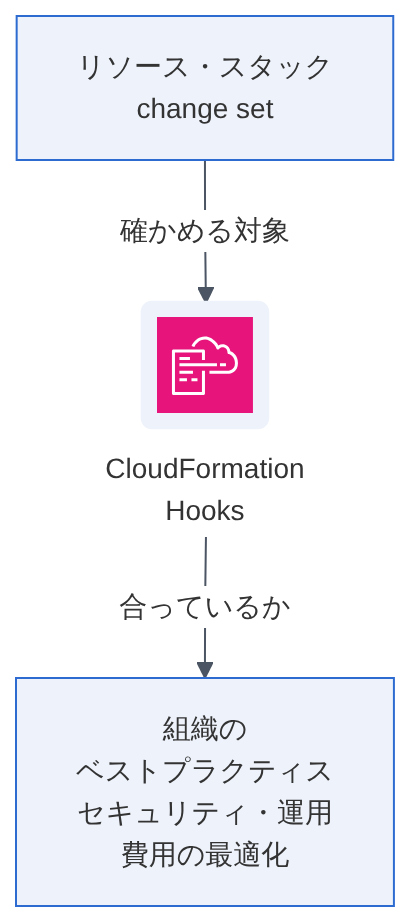 リソース・スタック
change set
確かめる対象
CloudFormation
Hooks
合っているか
組織の
ベストプラクティス
セキュリティ・運用
費用の最適化